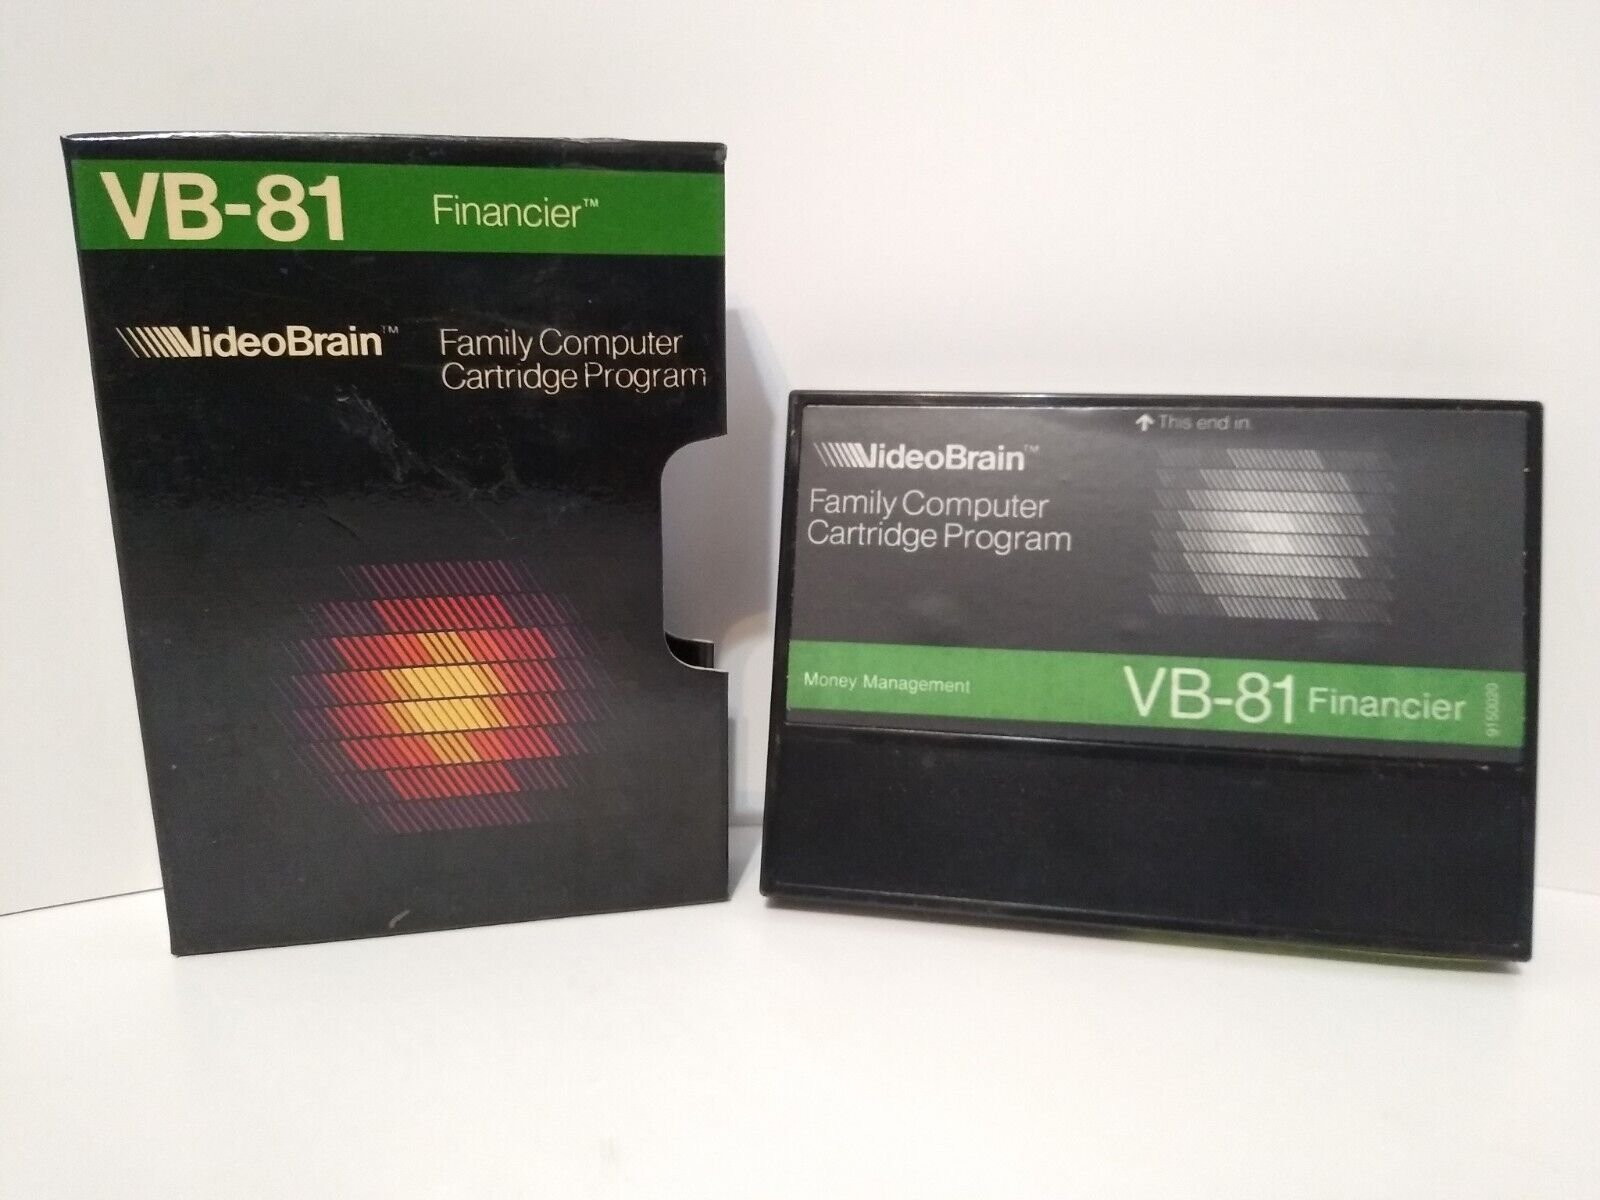 VB-81 Financier™
VideoBrain™ Family Computer
Cartridge Program
↑ This end in.
VideoBrain™
Family Computer
Cartridge Program
Money Management VB-81 Financier
9150020